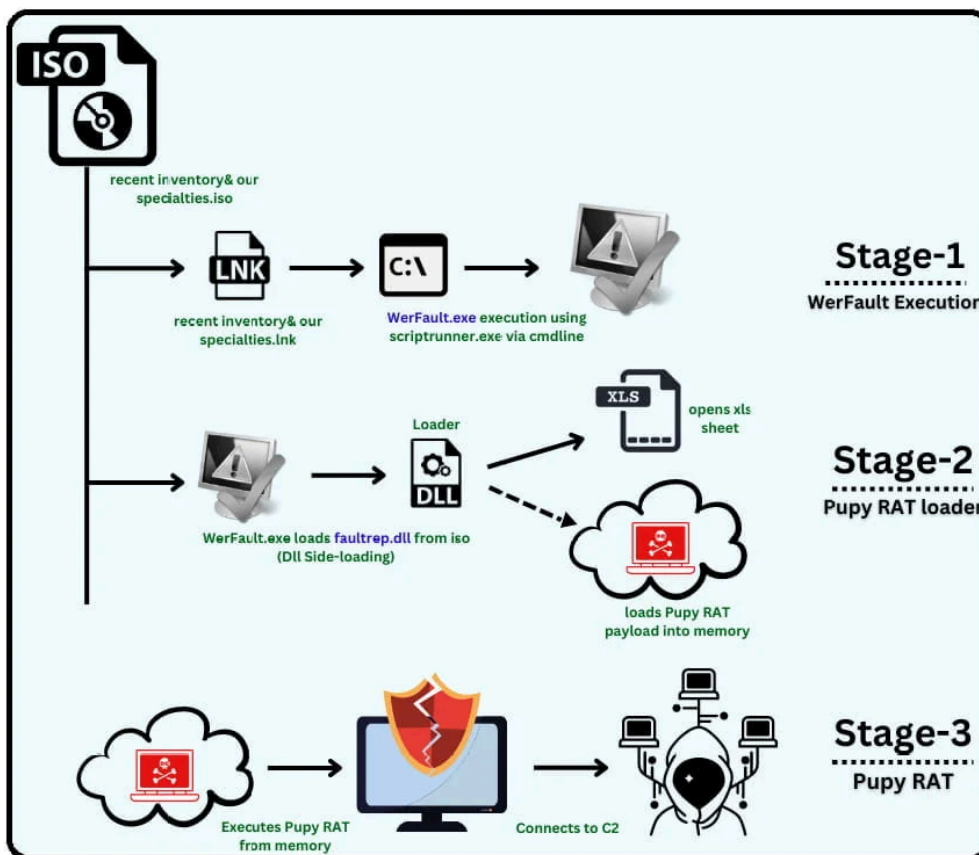 ISO
recent inventory& our
specialties.iso
LNK
recent inventory& our
specialties.lnk
C:\
WerFault.exe execution using
scriptrunner.exe via cmdline
Stage-1
WerFault Execution
WerFault.exe loads faultrep.dll from iso
(Dll Side-loading)
Loader
DLL
XLS
opens xls
sheet
loads Pupy RAT
payload into memory
Stage-2
Pupy RAT loader
Executes Pupy RAT
from memory
Connects to C2
Stage-3
Pupy RAT